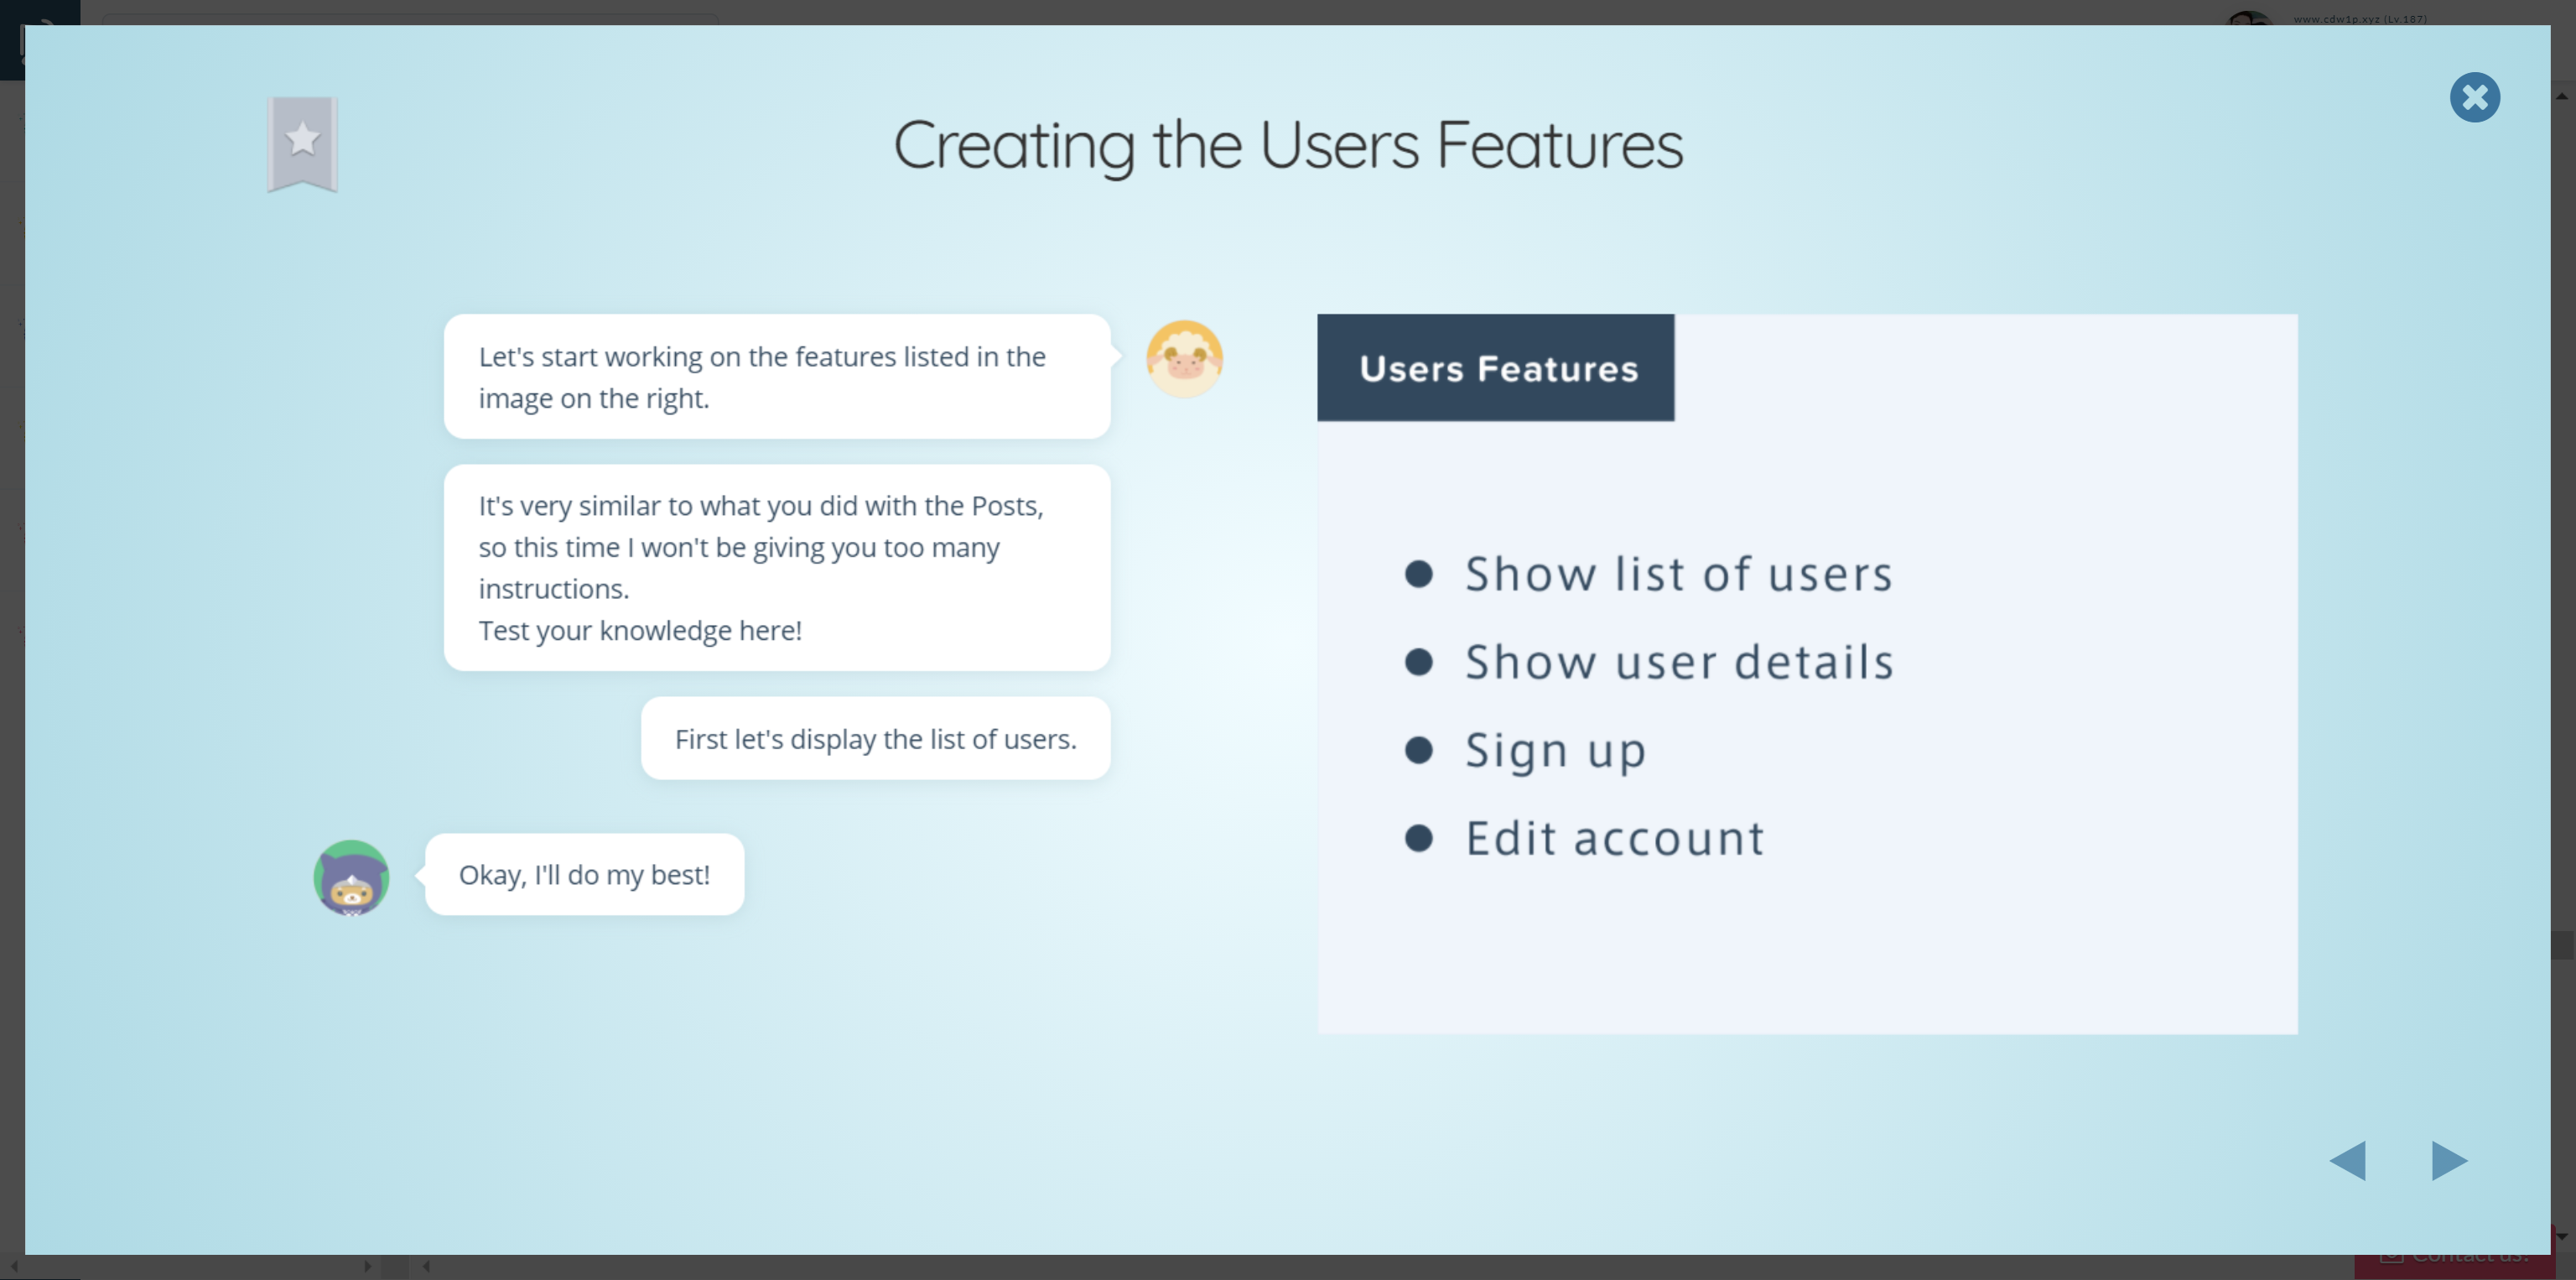 www.cdw1p.xyz (Lv.187)
Creating the Users Features
Let's start working on the features listed in the
image on the right.
It's very similar to what you did with the Posts,
so this time I won't be giving you too many
instructions.
Test your knowledge here!
First let's display the list of users.
Okay, I'll do my best!
Users Features
Show list of users
Show user details
Sign up
Edit account
Contact us!